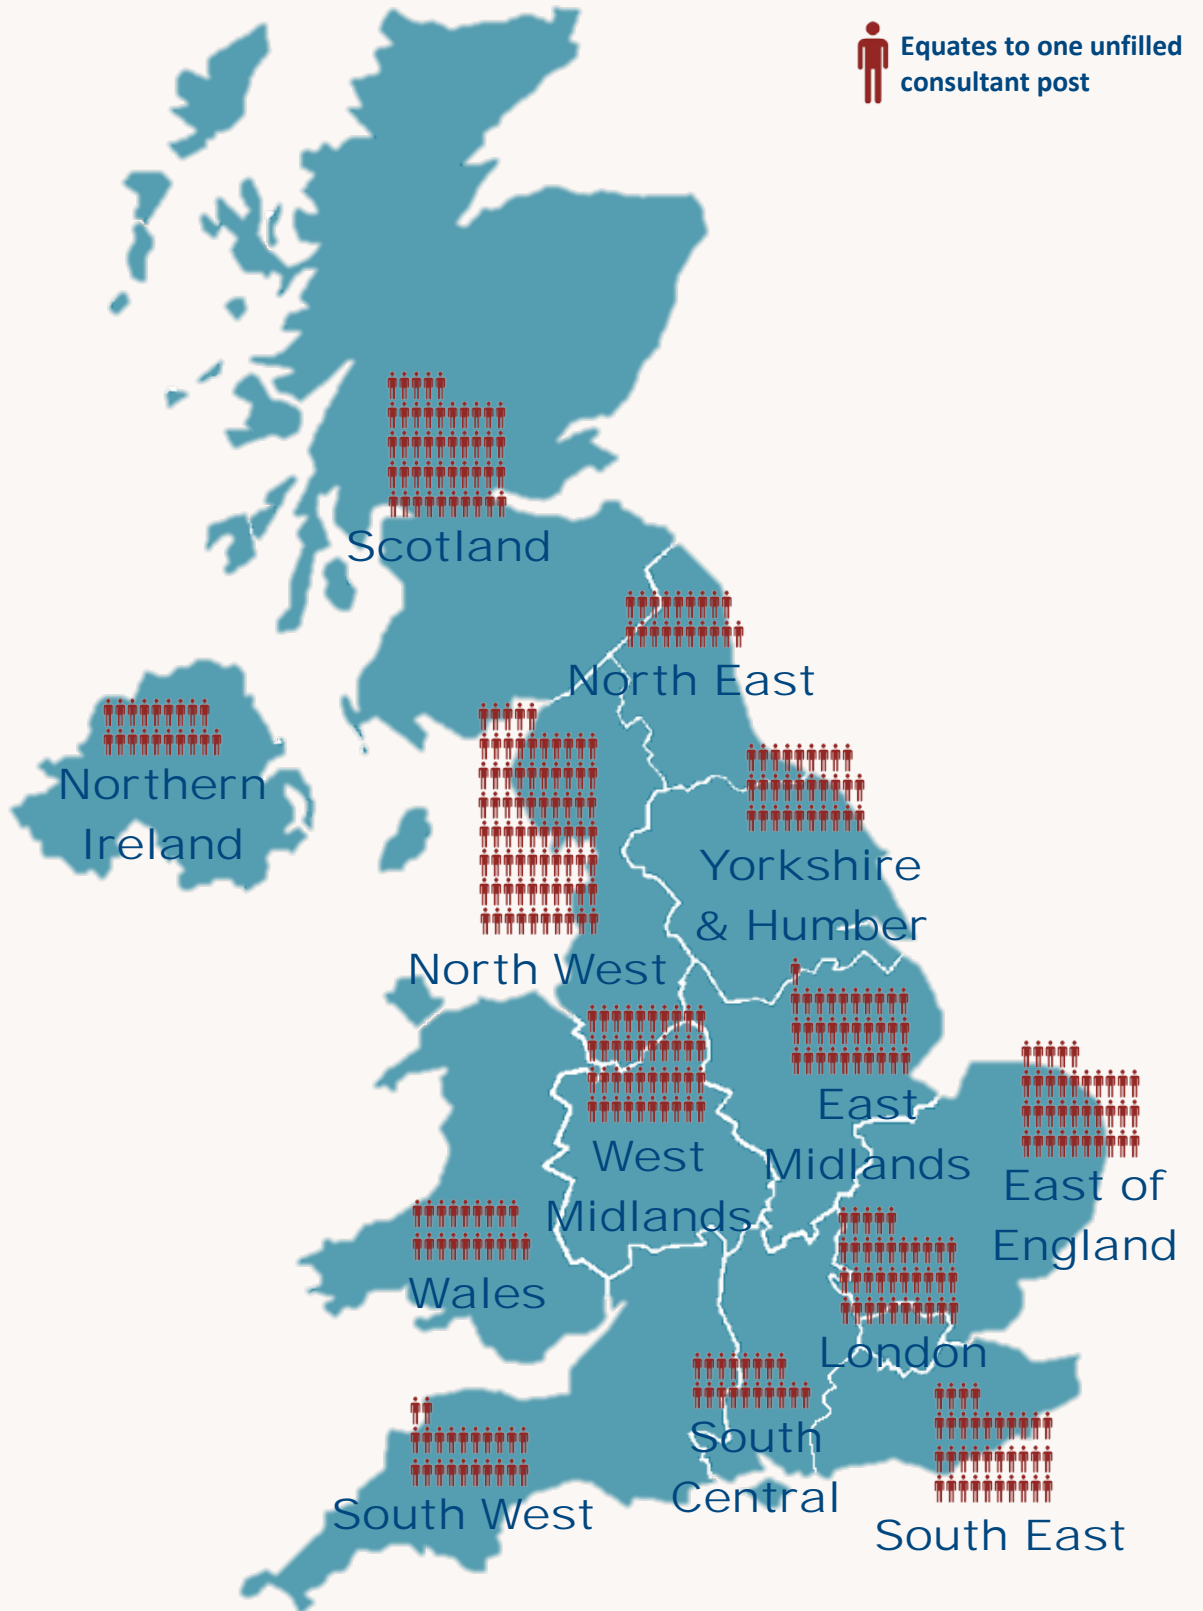 Equates to one unfilled
consultant post
Scotland
North East
Northern
Ireland
Yorkshire
& Humber
North West
East
Midlands
West
Midlands
East of
England
Wales
London
South
Central
South West
South East